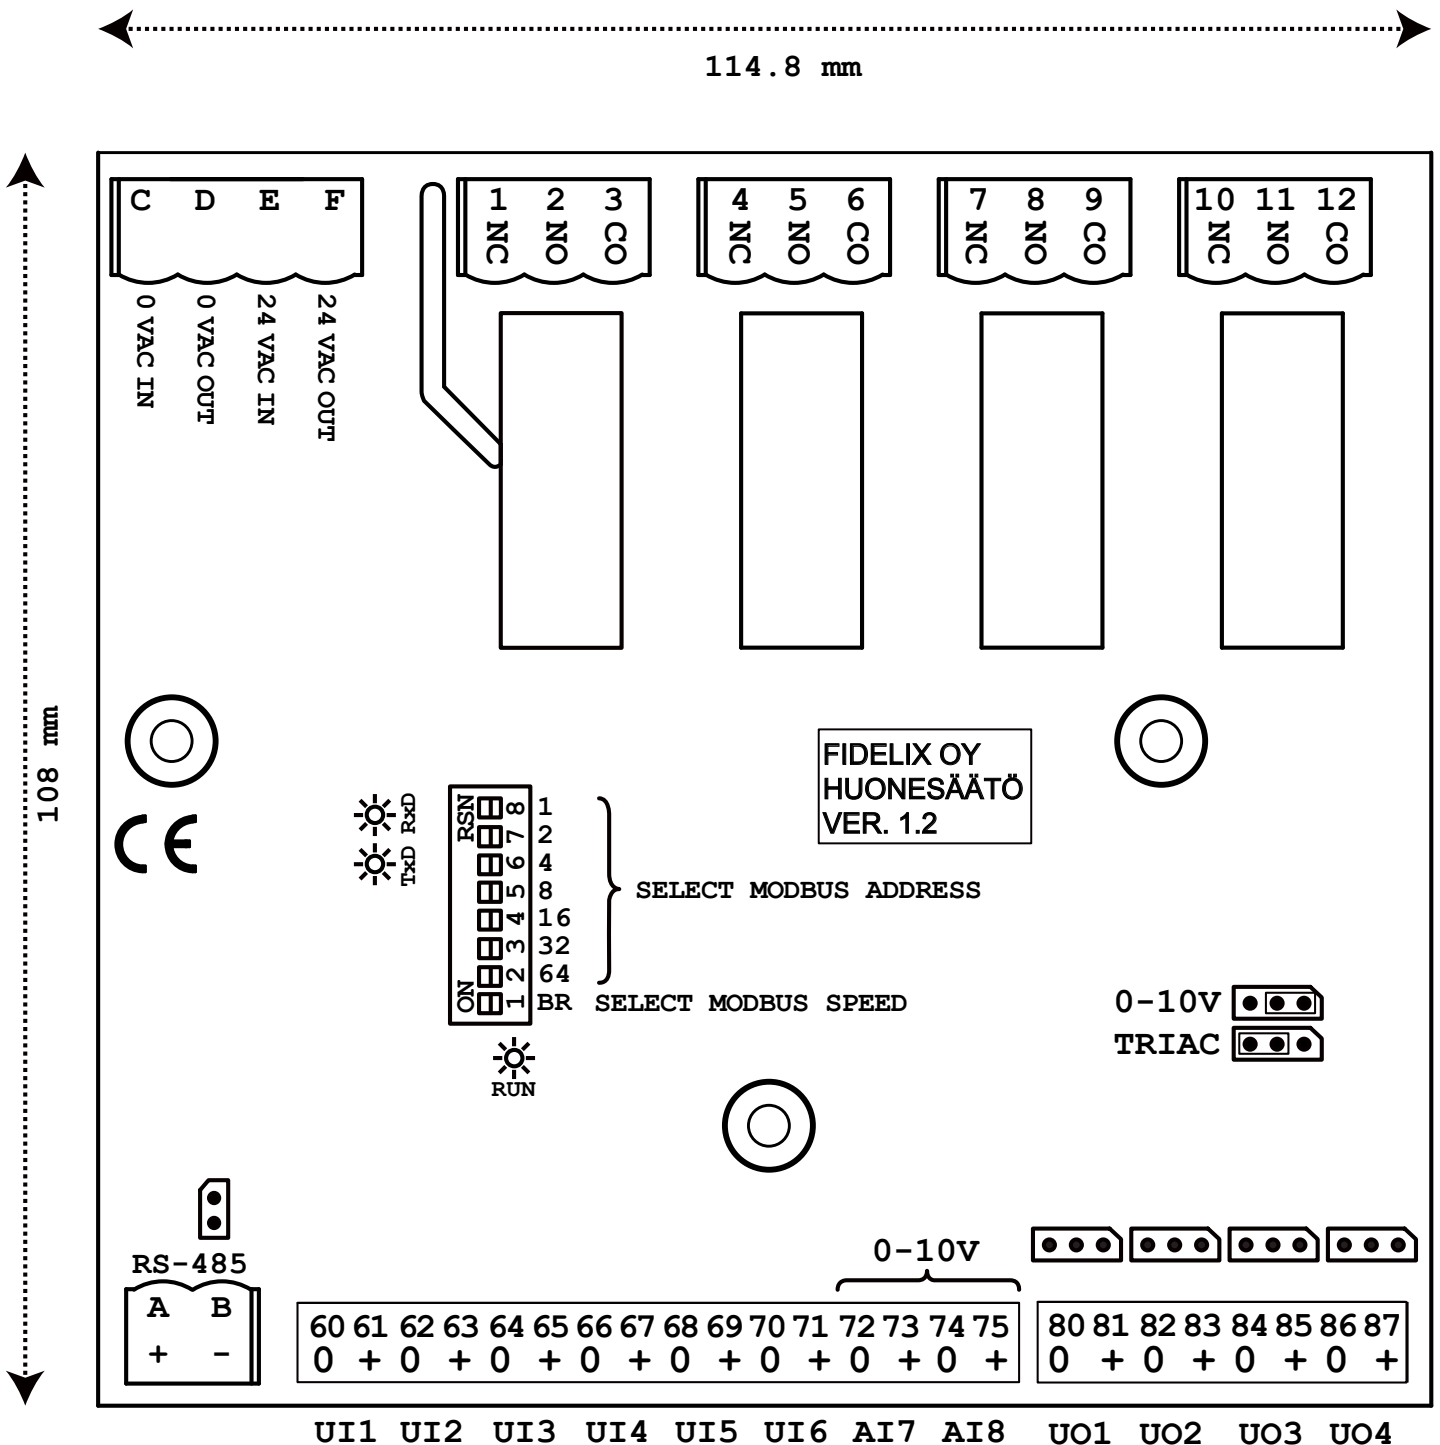 114.8 mm
108 mm
C D E F
0 VAC IN
0 VAC OUT
24 VAC IN
24 VAC OUT
1 2 3
NC NO CO
4 5 6
NC NO CO
7 8 9
NC NO CO
10 11 12
NC NO CO
FIDELIX OY
HUONESÄÄTÖ
VER. 1.2
CE
RxD
TxD
RSN
ON
8 1
7 2
6 4
5 8
4 16
3 32
2 64
1 BR
SELECT MODBUS ADDRESS
SELECT MODBUS SPEED
RUN
0-10V
TRIAC
RS-485
A B
+ -
0-10V
60 61 62 63 64 65 66 67 68 69 70 71 72 73 74 75
0 + 0 + 0 + 0 + 0 + 0 + 0 + 0 +
80 81 82 83 84 85 86 87
0 + 0 + 0 + 0 +
UI1 UI2 UI3 UI4 UI5 UI6 AI7 AI8 UO1 UO2 UO3 UO4